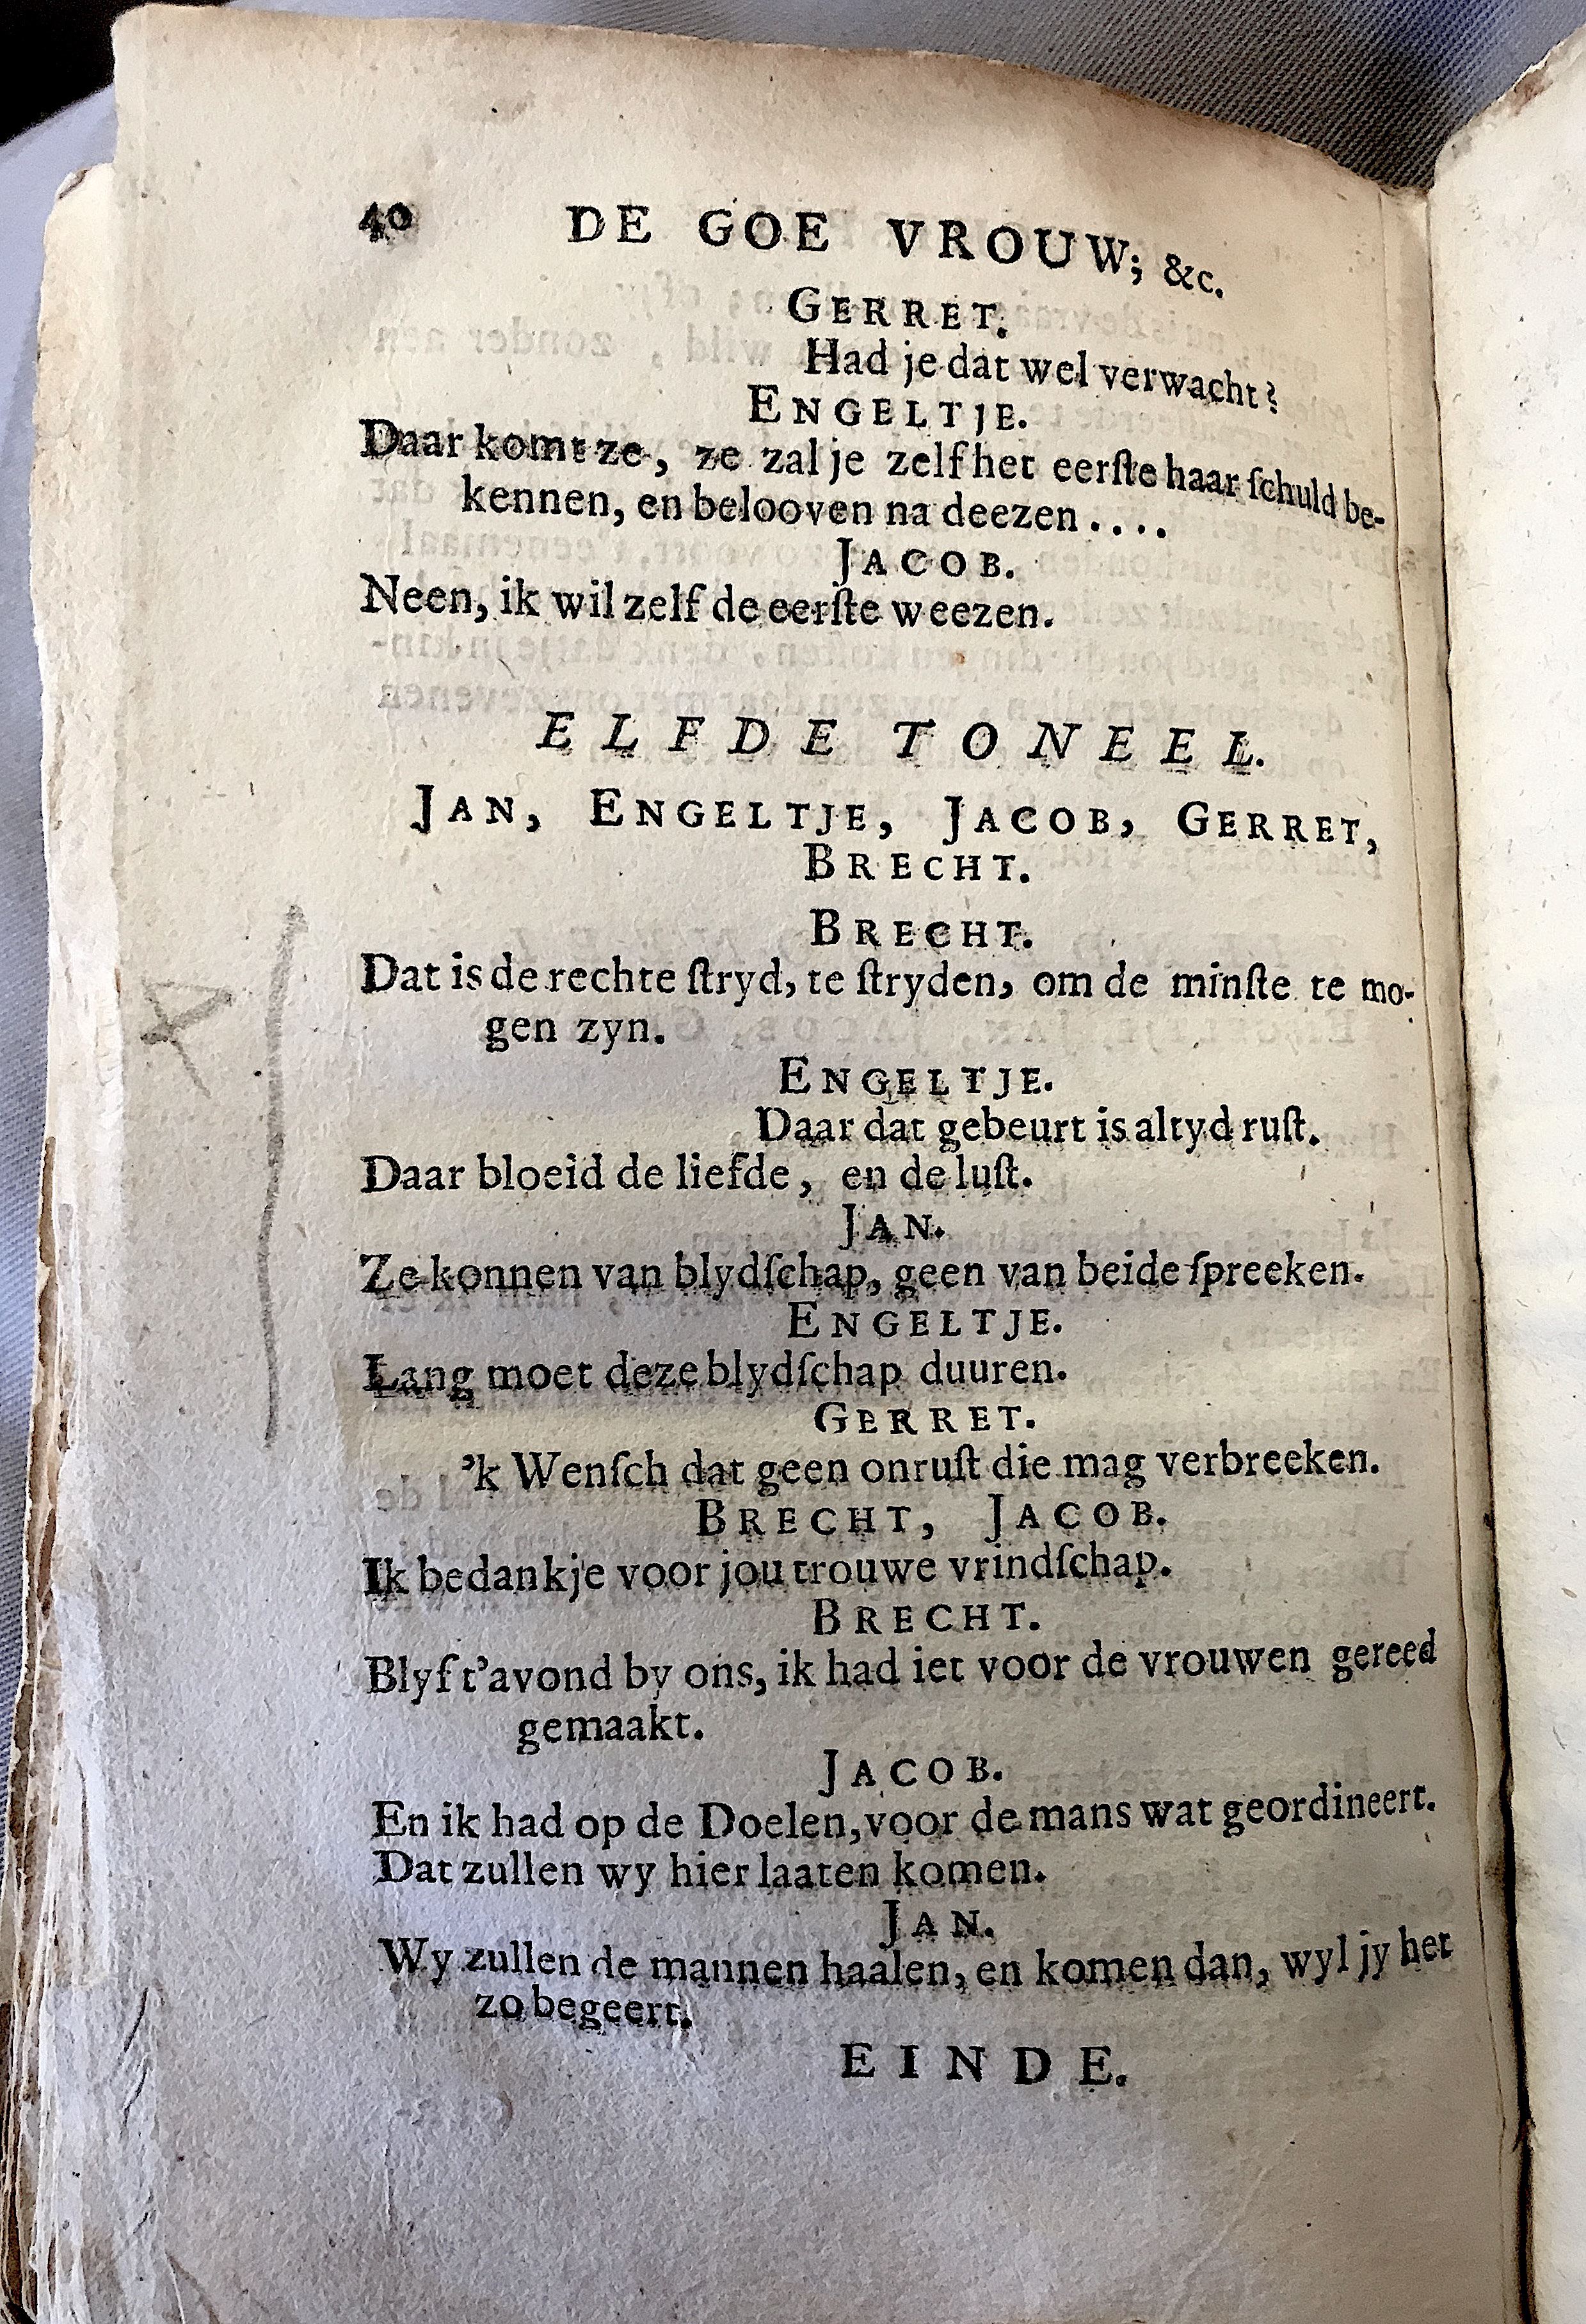 40 DE GOE VROUW; &c.
GERRET.
Had je dat wel verwacht?
ENGELTJE.
Daar komt ze, ze zal je zelf het eerſte haar ſchuld be-
kennen, en belooven na deezen....
JACOB.
Neen, ik wil zelf de eerſte weezen.
ELFDE TONEEL.
JAN, ENGELTJE, JACOB, GERRET,
BRECHT.
BRECHT.
Dat is de rechte ſtryd, te ſtryden, om de minſte te mo-
gen zyn.
ENGELTJE.
Daar dat gebeurt is altyd ruſt.
Daar bloeid de liefde, en de luſt.
JAN.
Ze konnen van blydſchap, geen van beide ſpreeken.
ENGELTJE.
Lang moet deze blydſchap duuren.
GERRET.
'k Wenſch dat geen onruſt die mag verbreeken.
BRECHT, JACOB.
Ik bedankje voor jou trouwe vrindſchap.
BRECHT.
Blyf t'avond by ons, ik had iet voor de vrouwen gereed
gemaakt.
JACOB.
En ik had op de Doelen, voor de mans wat geordineert.
Dat zullen wy hier laaten komen.
JAN.
Wy zullen de mannen haalen, en komen dan, wyl jy het
zo begeert.
EINDE.